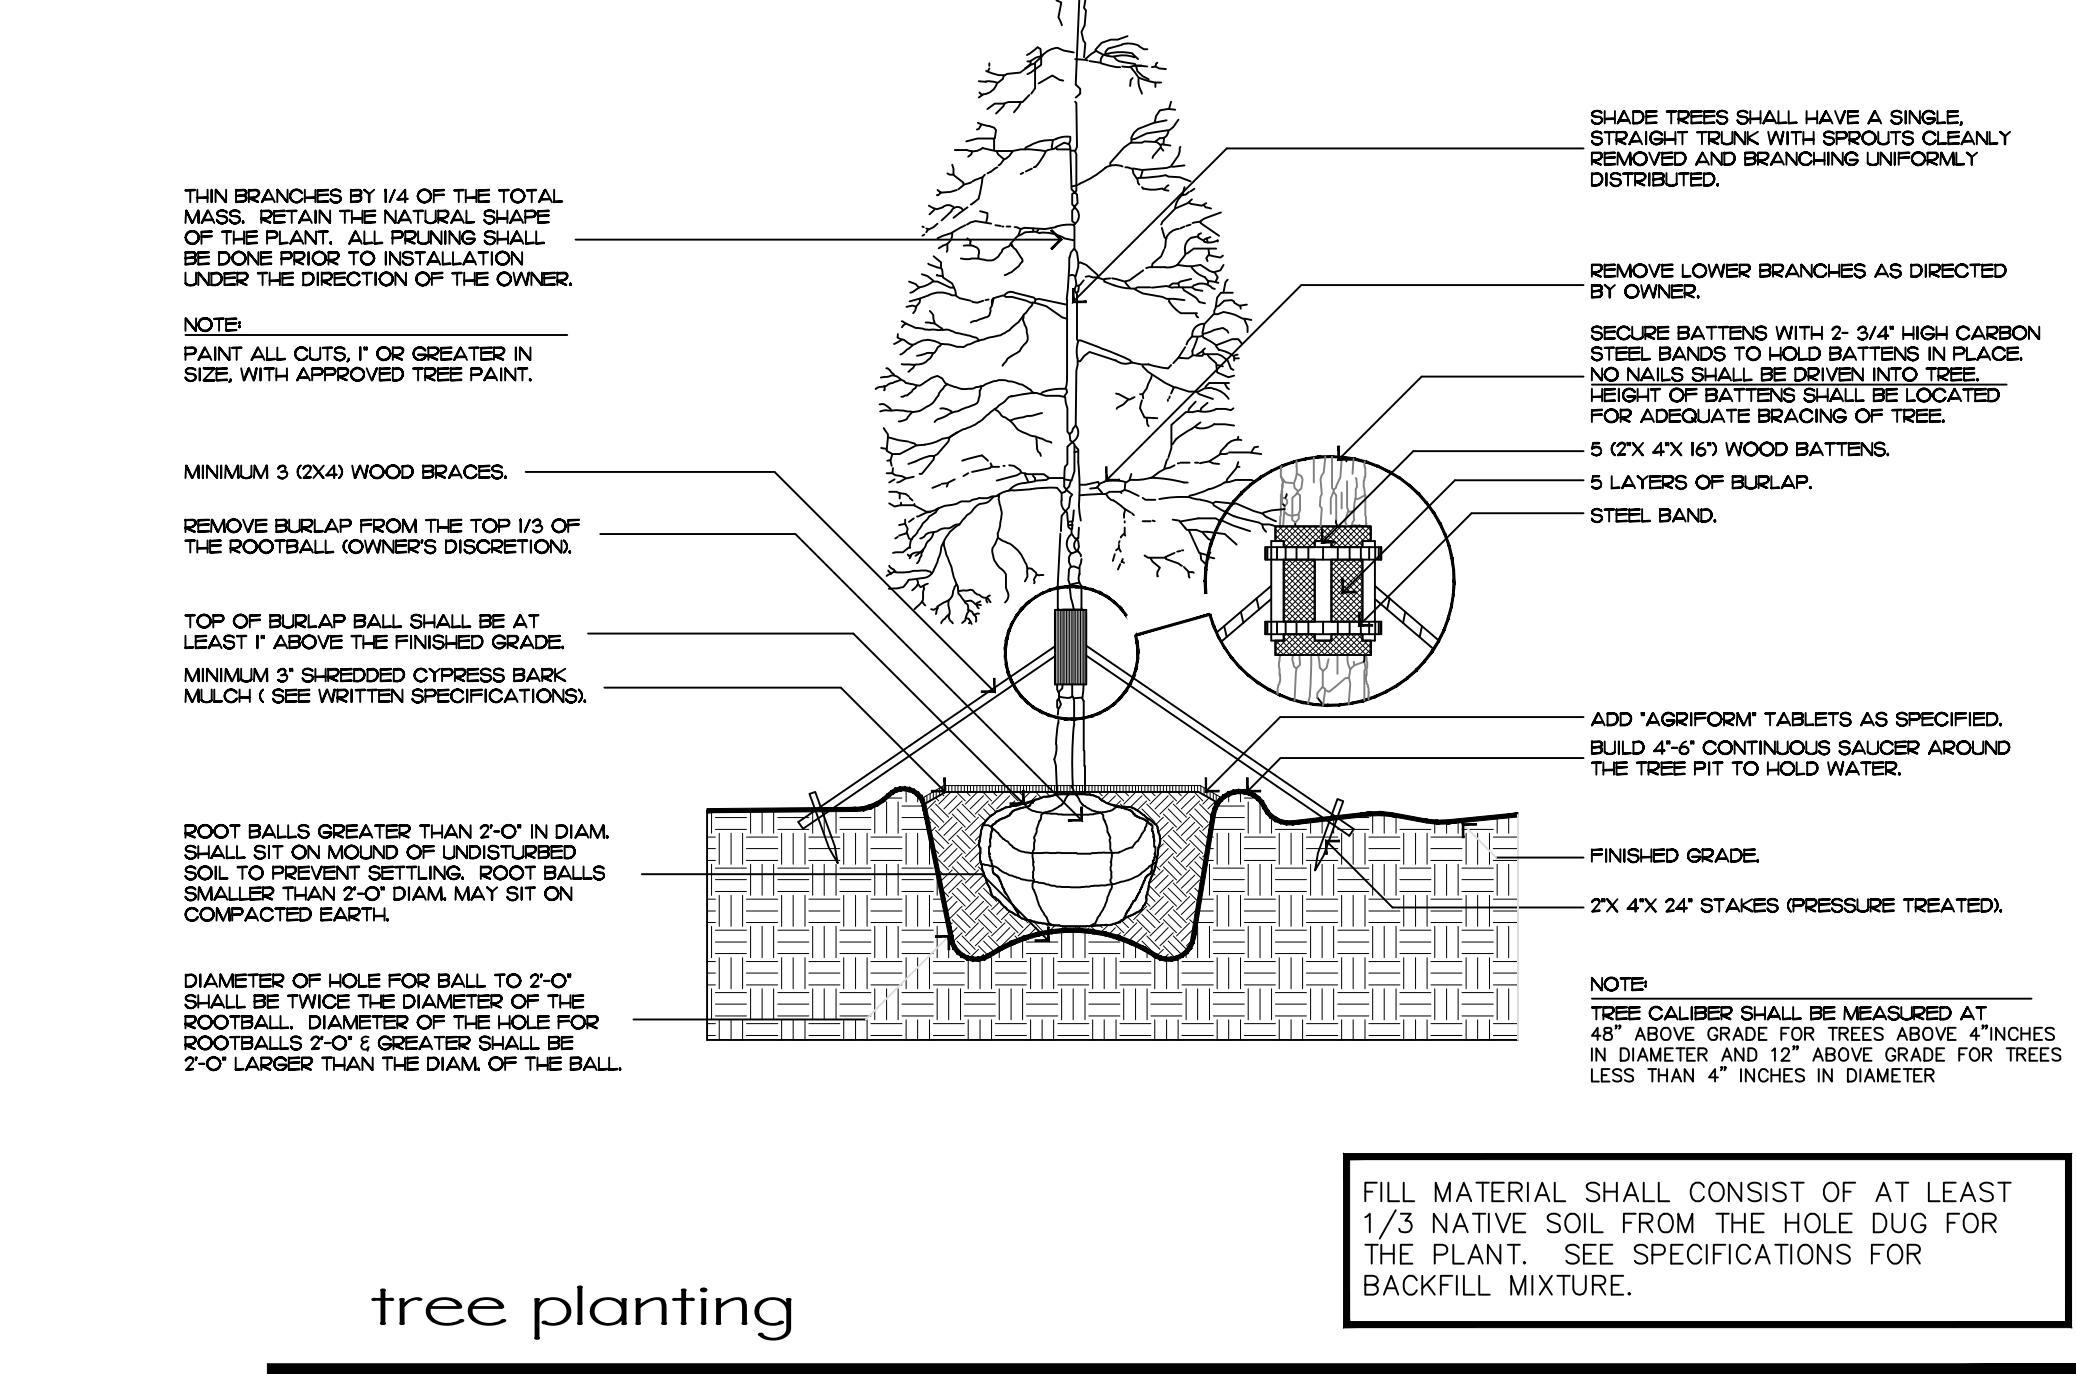 THIN BRANCHES BY 1/4 OF THE TOTAL
MASS. RETAIN THE NATURAL SHAPE
OF THE PLANT. ALL PRUNING SHALL
BE DONE PRIOR TO INSTALLATION
UNDER THE DIRECTION OF THE OWNER.
NOTE:
PAINT ALL CUTS, 1" OR GREATER IN
SIZE, WITH APPROVED TREE PAINT.
MINIMUM 3 (2X4) WOOD BRACES.
REMOVE BURLAP FROM THE TOP 1/3 OF
THE ROOTBALL (OWNER'S DISCRETION).
TOP OF BURLAP BALL SHALL BE AT
LEAST 1" ABOVE THE FINISHED GRADE.
MINIMUM 3" SHREDDED CYPRESS BARK
MULCH ( SEE WRITTEN SPECIFICATIONS).
ROOT BALLS GREATER THAN 2'-0" IN DIAM.
SHALL SIT ON MOUND OF UNDISTURBED
SOIL TO PREVENT SETTLING. ROOT BALLS
SMALLER THAN 2'-0" DIAM. MAY SIT ON
COMPACTED EARTH.
DIAMETER OF HOLE FOR BALL TO 2'-0"
SHALL BE TWICE THE DIAMETER OF THE
ROOTBALL. DIAMETER OF THE HOLE FOR
ROOTBALLS 2'-0" & GREATER SHALL BE
2'-0" LARGER THAN THE DIAM. OF THE BALL.
SHADE TREES SHALL HAVE A SINGLE,
STRAIGHT TRUNK WITH SPROUTS CLEANLY
REMOVED AND BRANCHING UNIFORMLY
DISTRIBUTED.
REMOVE LOWER BRANCHES AS DIRECTED
BY OWNER.
SECURE BATTENS WITH 2- 3/4" HIGH CARBON
STEEL BANDS TO HOLD BATTENS IN PLACE.
NO NAILS SHALL BE DRIVEN INTO TREE.
HEIGHT OF BATTENS SHALL BE LOCATED
FOR ADEQUATE BRACING OF TREE.
5 (2"X 4"X 16") WOOD BATTENS.
5 LAYERS OF BURLAP.
STEEL BAND.
ADD "AGRIFORM" TABLETS AS SPECIFIED.
BUILD 4"-6" CONTINUOUS SAUCER AROUND
THE TREE PIT TO HOLD WATER.
FINISHED GRADE.
2"X 4"X 24" STAKES (PRESSURE TREATED).
NOTE:
TREE CALIBER SHALL BE MEASURED AT
48" ABOVE GRADE FOR TREES ABOVE 4"INCHES
IN DIAMETER AND 12" ABOVE GRADE FOR TREES
LESS THAN 4" INCHES IN DIAMETER
FILL MATERIAL SHALL CONSIST OF AT LEAST
1/3 NATIVE SOIL FROM THE HOLE DUG FOR
THE PLANT. SEE SPECIFICATIONS FOR
BACKFILL MIXTURE.
tree planting